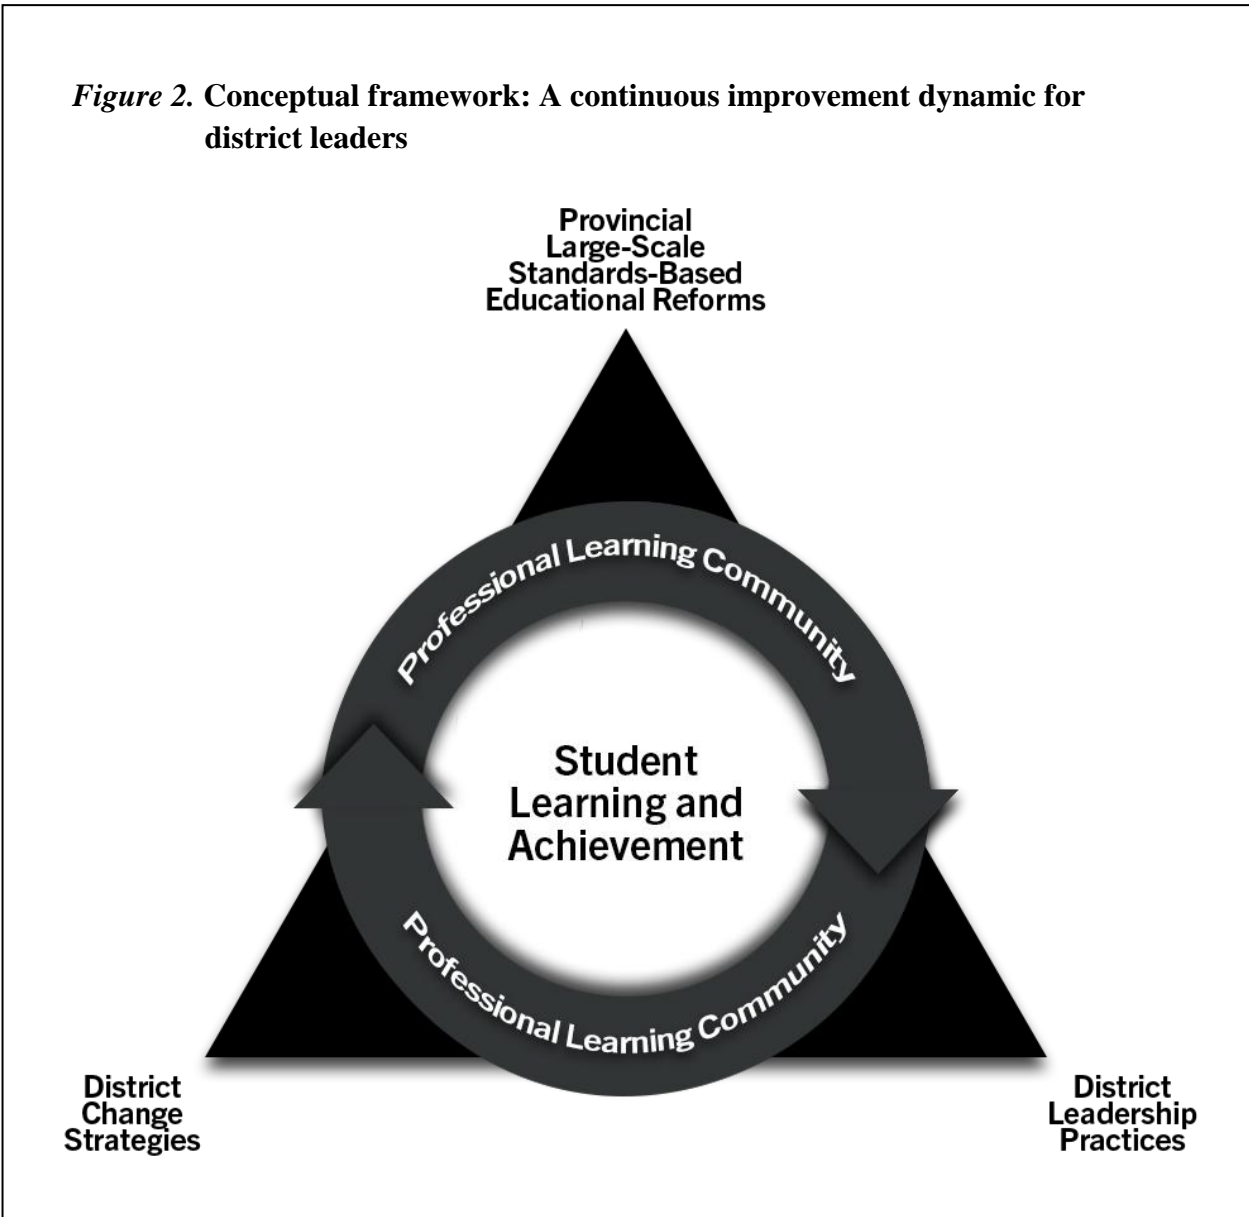 Figure 2. Conceptual framework: A continuous improvement dynamic for
district leaders
Provincial
Large-Scale
Standards-Based
Educational Reforms
Professional Learning Community
Student
Learning and
Achievement
Professional Learning Community
District
Change
Strategies
District
Leadership
Practices